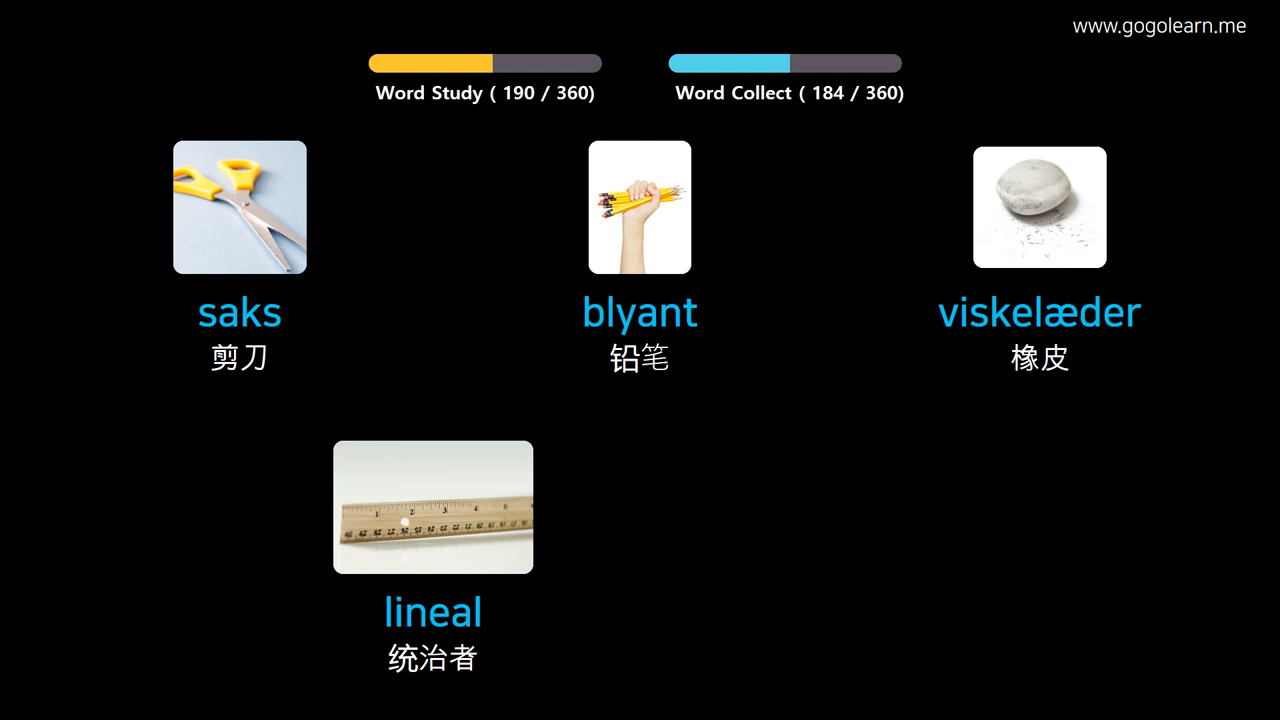 www.gogolearn.me
Word Study ( 190 / 360)
Word Collect ( 184 / 360)
saks
剪刀
blyant
铅笔
viskelæder
橡皮
lineal
统治者